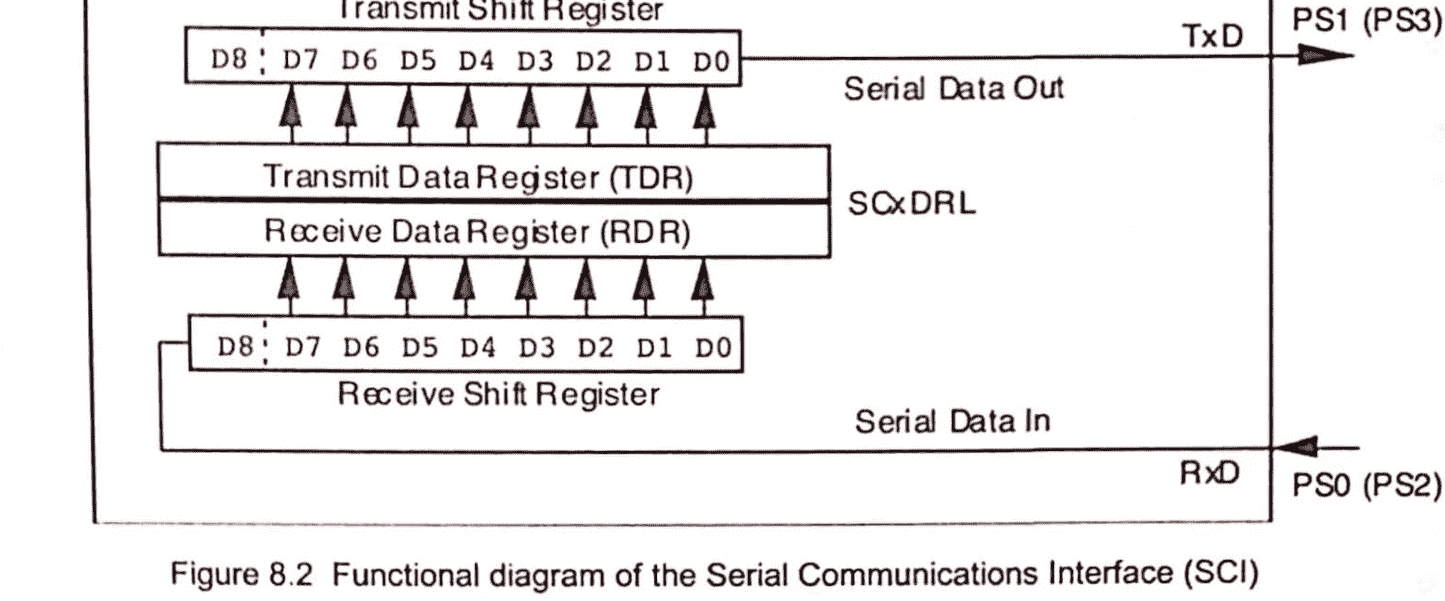 Transmit Shift Register
PS1 (PS3)
TxD
D8 D7 D6 D5 D4 D3 D2 D1 D0
Serial Data Out
Transmit Data Register (TDR)
SCxDRL
Receive Data Register (RDR)
D8 D7 D6 D5 D4 D3 D2 D1 D0
Receive Shift Register
Serial Data In
RxD
PS0 (PS2)
Figure 8.2 Functional diagram of the Serial Communications Interface (SCI)